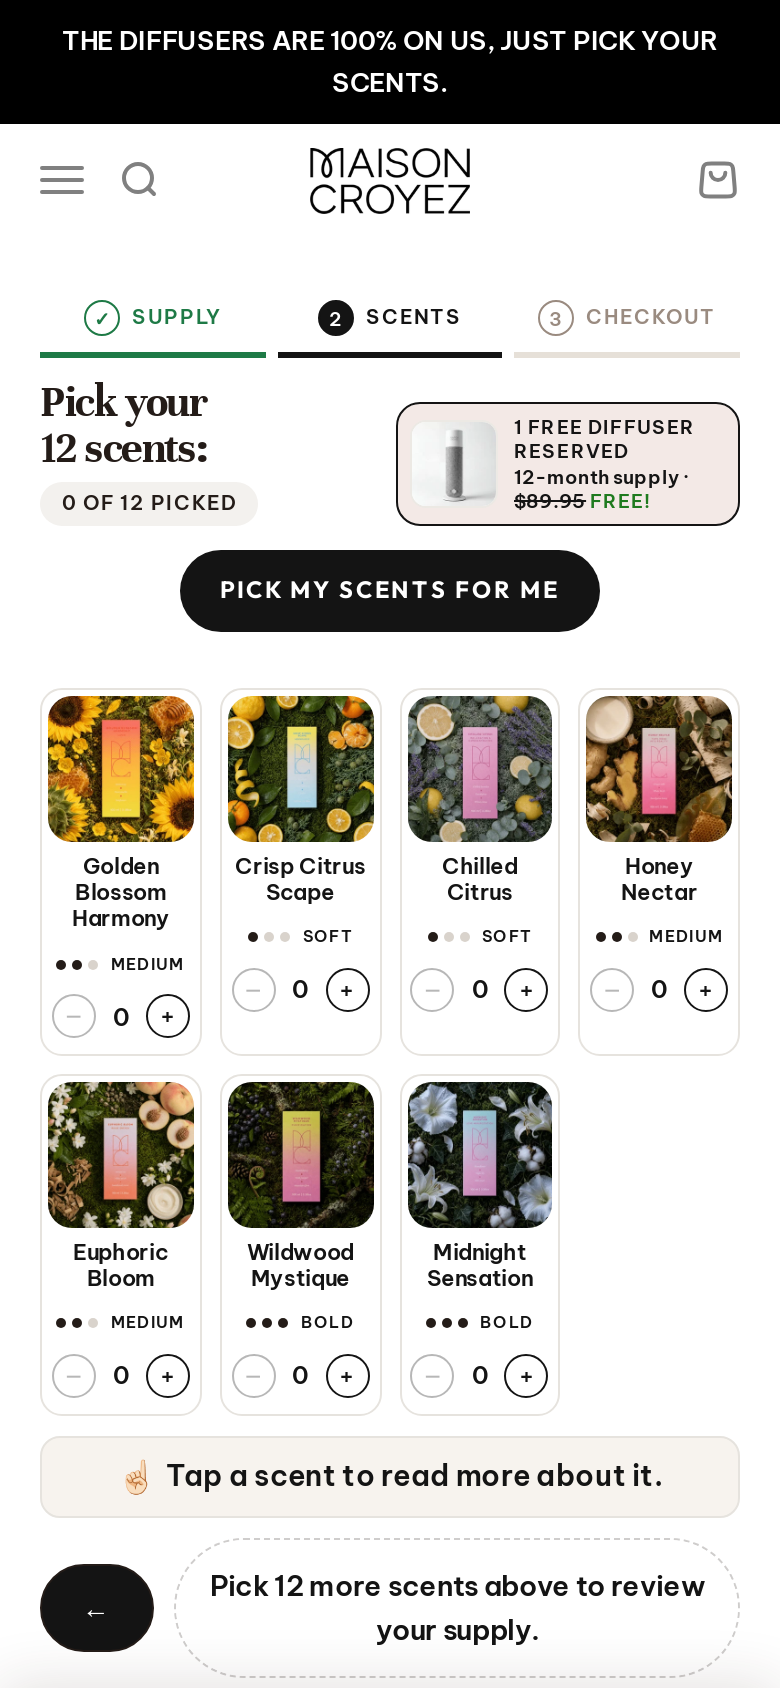 THE DIFFUSERS ARE 100% ON US, JUST PICK YOUR
SCENTS.
MAISON
CROYEZ
✓ SUPPLY
2 SCENTS
3 CHECKOUT
Pick your
12 scents:
0 OF 12 PICKED
1 FREE DIFFUSER
RESERVED
12-month supply ·
$89.95 FREE!
PICK MY SCENTS FOR ME
Golden
Blossom
Harmony
MEDIUM
− 0 +
Crisp Citrus
Scape
SOFT
− 0 +
Chilled
Citrus
SOFT
− 0 +
Honey
Nectar
MEDIUM
− 0 +
Euphoric
Bloom
MEDIUM
− 0 +
Wildwood
Mystique
BOLD
− 0 +
Midnight
Sensation
BOLD
− 0 +
☝🏻 Tap a scent to read more about it.
←
Pick 12 more scents above to review
your supply.